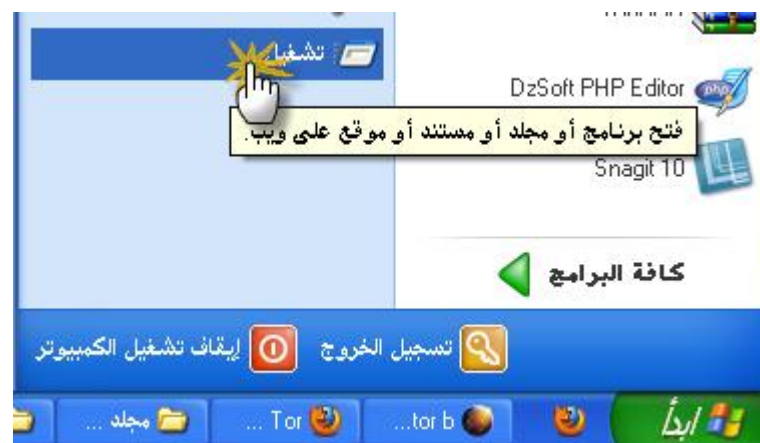 تشغيل
DzSoft PHP Editor
فتح برنامج أو مجلد أو مستند أو موقع على ويب.
Snagit 10
كافة البرامج
تسجيل الخروج
إيقاف تشغيل الكمبيوتر
ابدأ
tor b...
Tor ...
مجلد ...